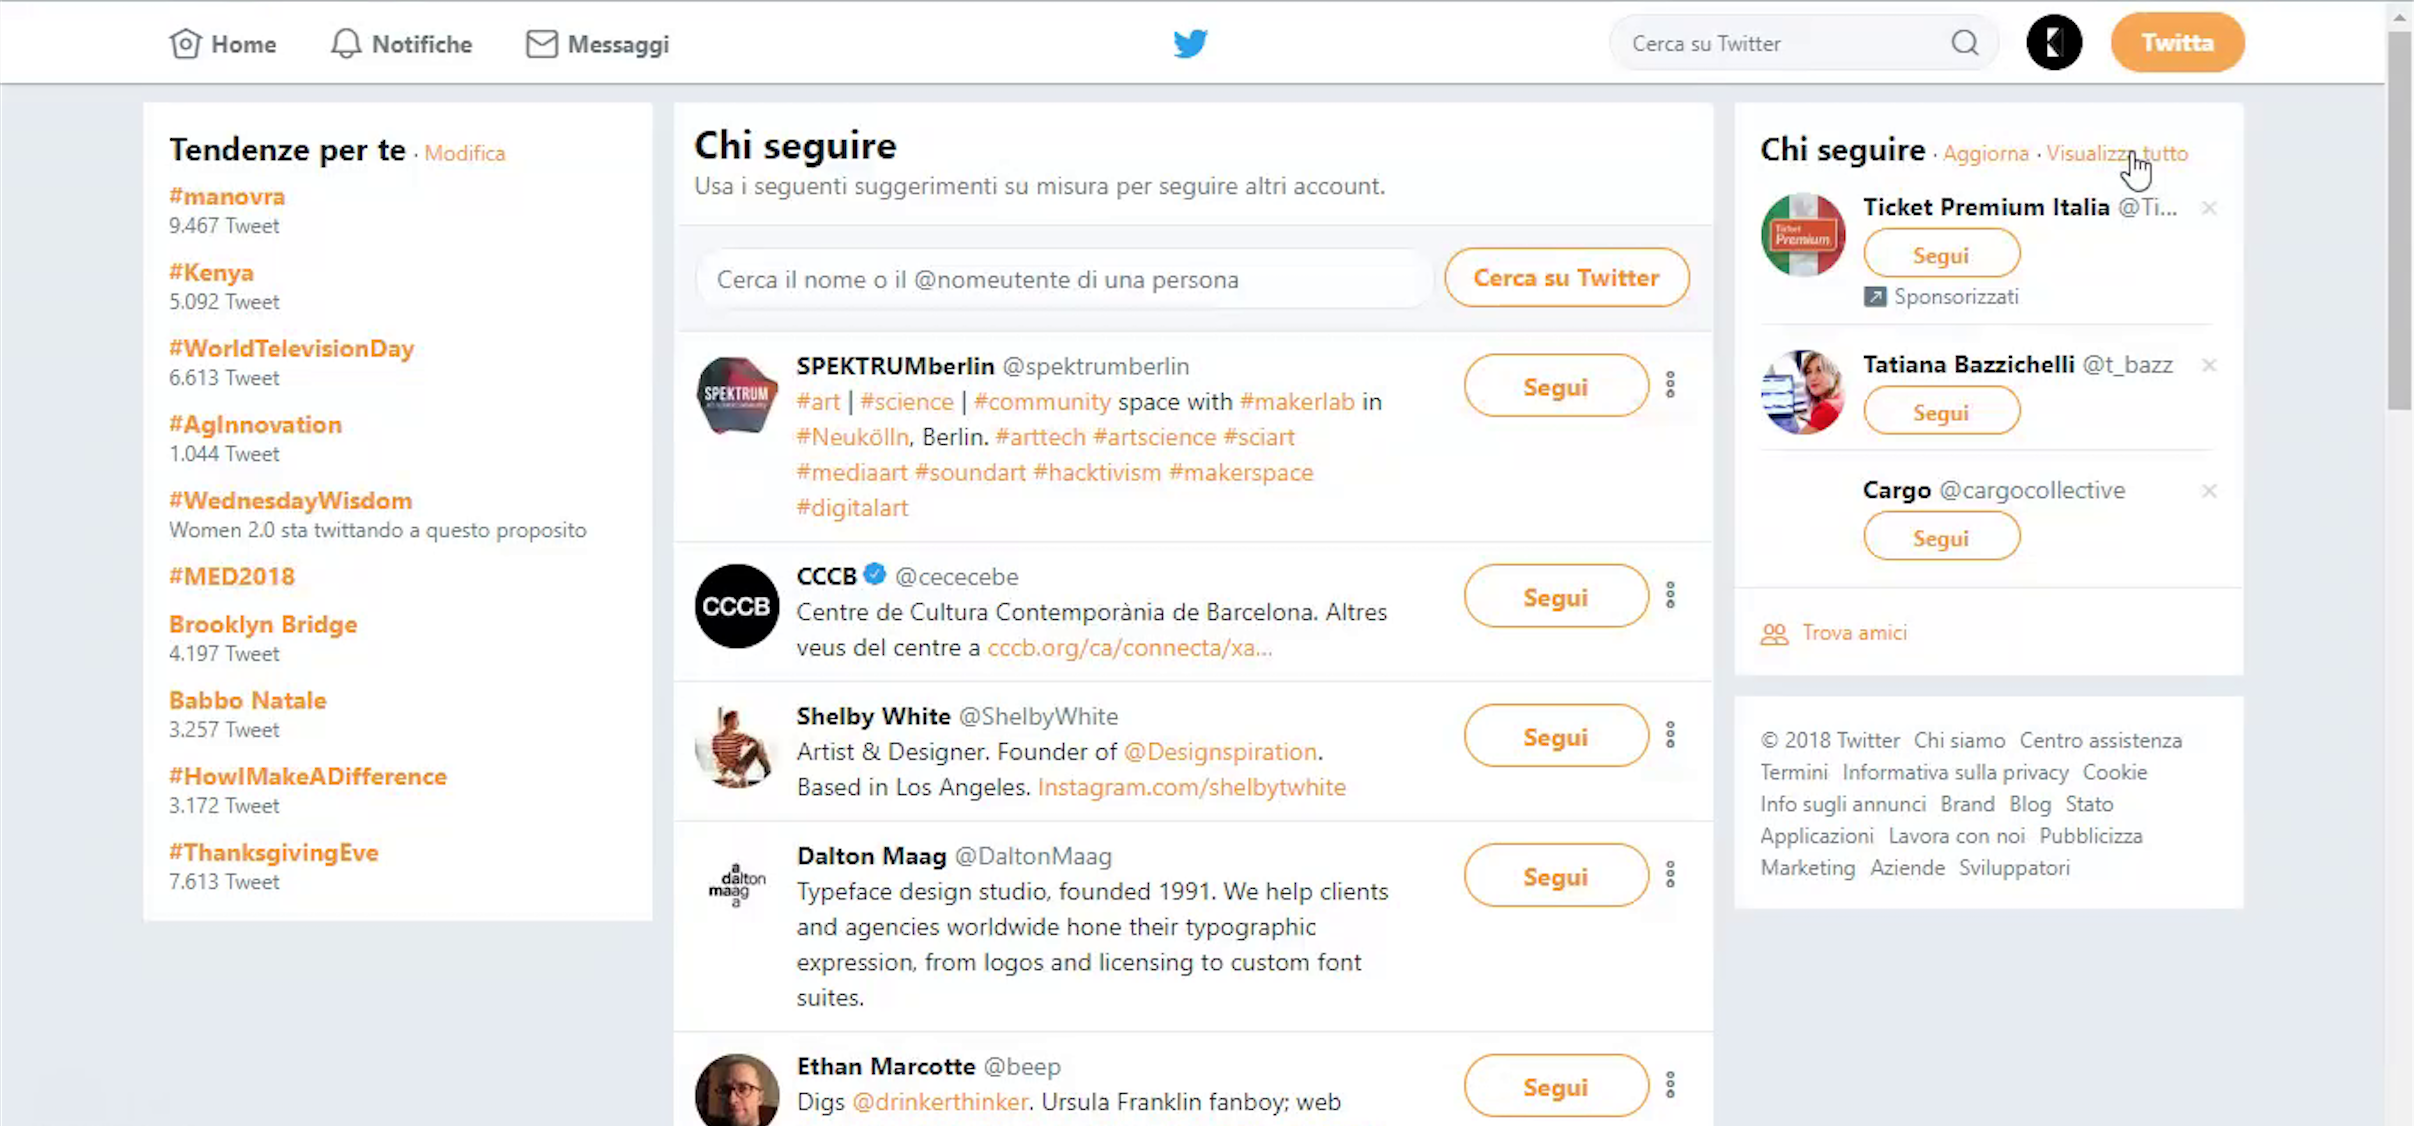 Home
Notifiche
Messaggi
Cerca su Twitter
Twitta
Tendenze per te · Modifica
#manovra
9.467 Tweet
#Kenya
5.092 Tweet
#WorldTelevisionDay
6.613 Tweet
#AgInnovation
1.044 Tweet
#WednesdayWisdom
Women 2.0 sta twittando a questo proposito
#MED2018
Brooklyn Bridge
4.197 Tweet
Babbo Natale
3.257 Tweet
#HowIMakeADifference
3.172 Tweet
#ThanksgivingEve
7.613 Tweet
Chi seguire
Usa i seguenti suggerimenti su misura per seguire altri account.
Cerca il nome o il @nomeutente di una persona
Cerca su Twitter
SPEKTRUM
SPEKTRUMberlin @spektrumberlin
#art | #science | #community space with #makerlab in
#Neukölln, Berlin. #arttech #artscience #sciart
#mediaart #soundart #hacktivism #makerspace
#digitalart
Segui
CCCB
CCCB @cececebe
Centre de Cultura Contemporània de Barcelona. Altres
veus del centre a cccb.org/ca/connecta/xa...
Segui
Shelby White @ShelbyWhite
Artist & Designer. Founder of @Designspiration.
Based in Los Angeles. Instagram.com/shelbytwhite
Segui
a
dalton
maag
a
Dalton Maag @DaltonMaag
Typeface design studio, founded 1991. We help clients
and agencies worldwide hone their typographic
expression, from logos and licensing to custom font
suites.
Segui
Ethan Marcotte @beep
Digs @drinkerthinker. Ursula Franklin fanboy; web
Segui
Chi seguire · Aggiorna · Visualizza tutto
Ticket
Premium
Ticket Premium Italia @Ti...
Segui
Sponsorizzati
Tatiana Bazzichelli @t_bazz
Segui
Cargo @cargocollective
Segui
Trova amici
© 2018 Twitter Chi siamo Centro assistenza
Termini Informativa sulla privacy Cookie
Info sugli annunci Brand Blog Stato
Applicazioni Lavora con noi Pubblicizza
Marketing Aziende Sviluppatori